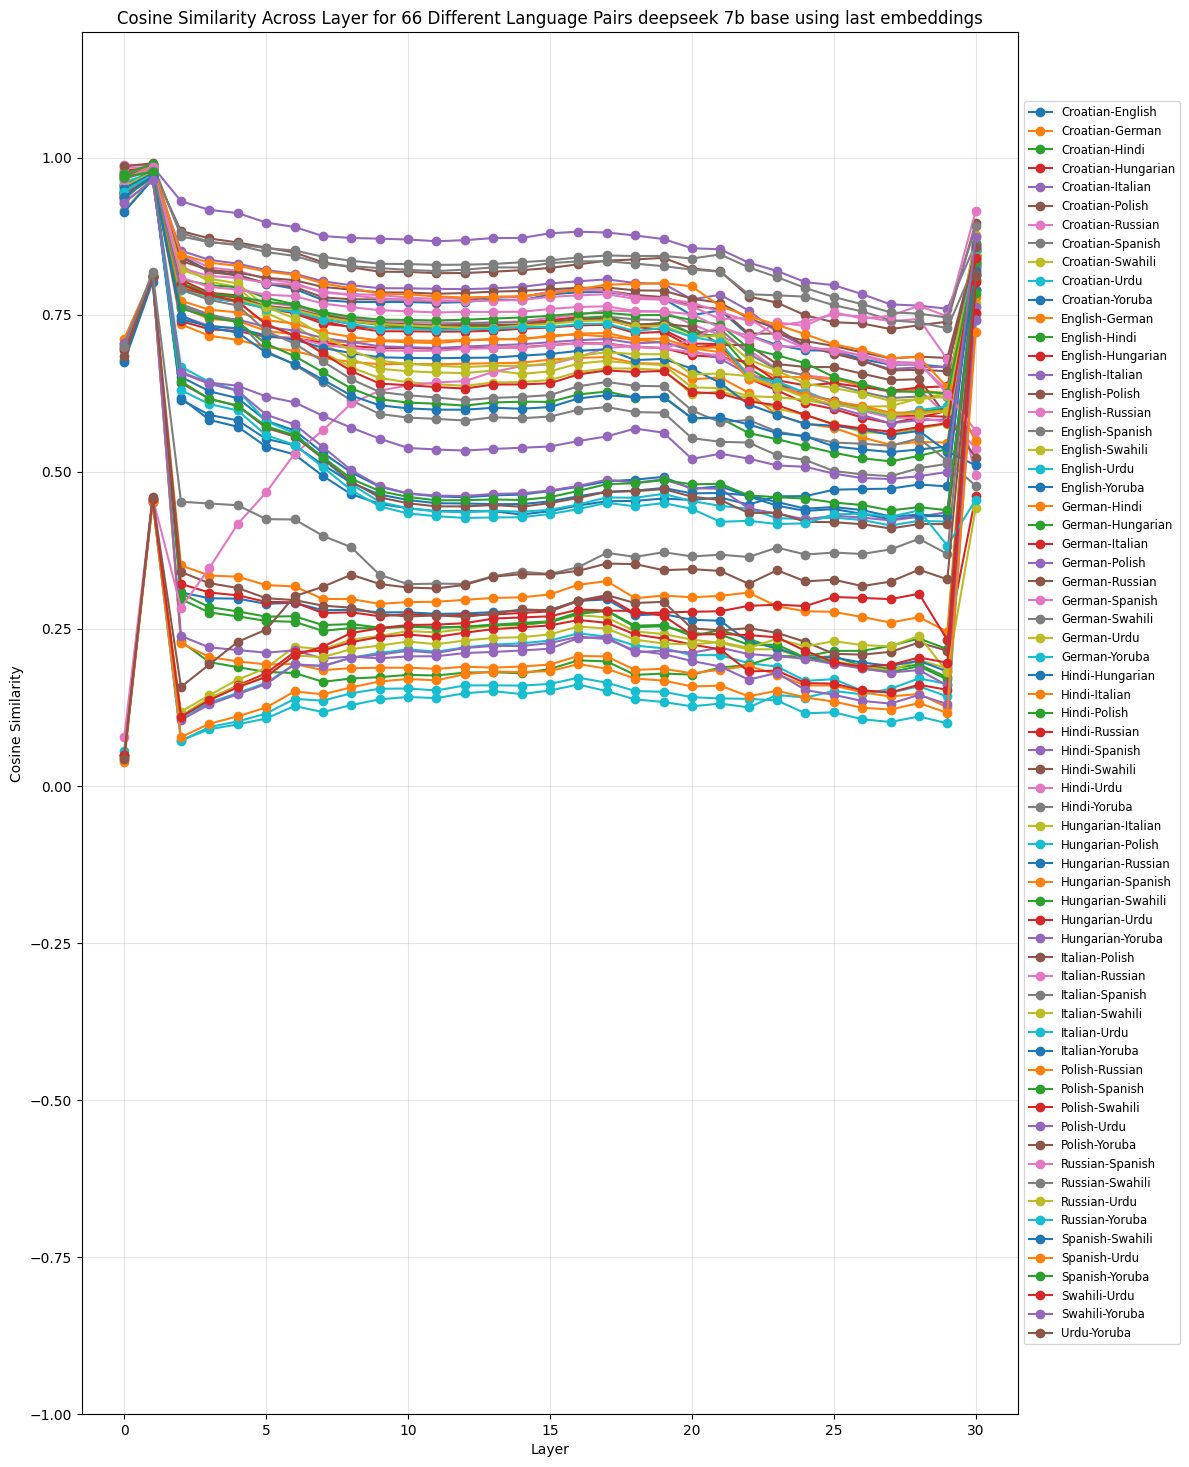 Cosine Similarity Across Layer for 66 Different Language Pairs deepseek 7b base using last embeddings
Cosine Similarity
1.00
0.75
0.50
0.25
0.00
−0.25
−0.50
−0.75
−1.00
0 5 10 15 20 25 30
Layer
Croatian-English
Croatian-German
Croatian-Hindi
Croatian-Hungarian
Croatian-Italian
Croatian-Polish
Croatian-Russian
Croatian-Spanish
Croatian-Swahili
Croatian-Urdu
Croatian-Yoruba
English-German
English-Hindi
English-Hungarian
English-Italian
English-Polish
English-Russian
English-Spanish
English-Swahili
English-Urdu
English-Yoruba
German-Hindi
German-Hungarian
German-Italian
German-Polish
German-Russian
German-Spanish
German-Swahili
German-Urdu
German-Yoruba
Hindi-Hungarian
Hindi-Italian
Hindi-Polish
Hindi-Russian
Hindi-Spanish
Hindi-Swahili
Hindi-Urdu
Hindi-Yoruba
Hungarian-Italian
Hungarian-Polish
Hungarian-Russian
Hungarian-Spanish
Hungarian-Swahili
Hungarian-Urdu
Hungarian-Yoruba
Italian-Polish
Italian-Russian
Italian-Spanish
Italian-Swahili
Italian-Urdu
Italian-Yoruba
Polish-Russian
Polish-Spanish
Polish-Swahili
Polish-Urdu
Polish-Yoruba
Russian-Spanish
Russian-Swahili
Russian-Urdu
Russian-Yoruba
Spanish-Swahili
Spanish-Urdu
Spanish-Yoruba
Swahili-Urdu
Swahili-Yoruba
Urdu-Yoruba